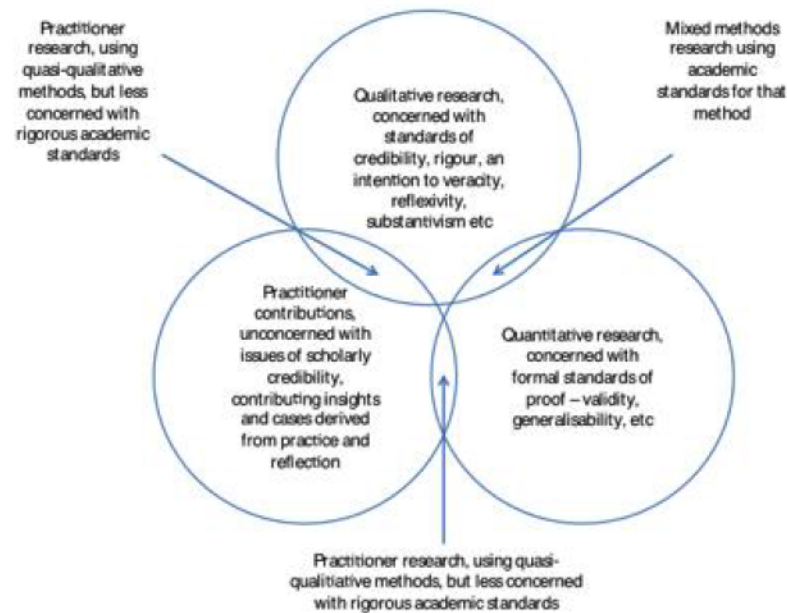 Practitioner
research, using
quasi-qualitative
methods, but less
concerned with
rigorous academic
standards
Mixed methods
research using
academic
standards for that
method
Qualitative research,
concerned with
standards of
credibility, rigour, an
intention to veracity,
reflexivity,
substantivism etc
Practitioner
contributions,
unconcerned with
issues of scholarly
credibility,
contributing insights
and cases derived
from practice and
reflection
Quantitative research,
concerned with
formal standards of
proof – validity,
generalisability, etc
Practitioner research, using quasi-
qualitiative methods, but less concerned
with rigorous academic standards